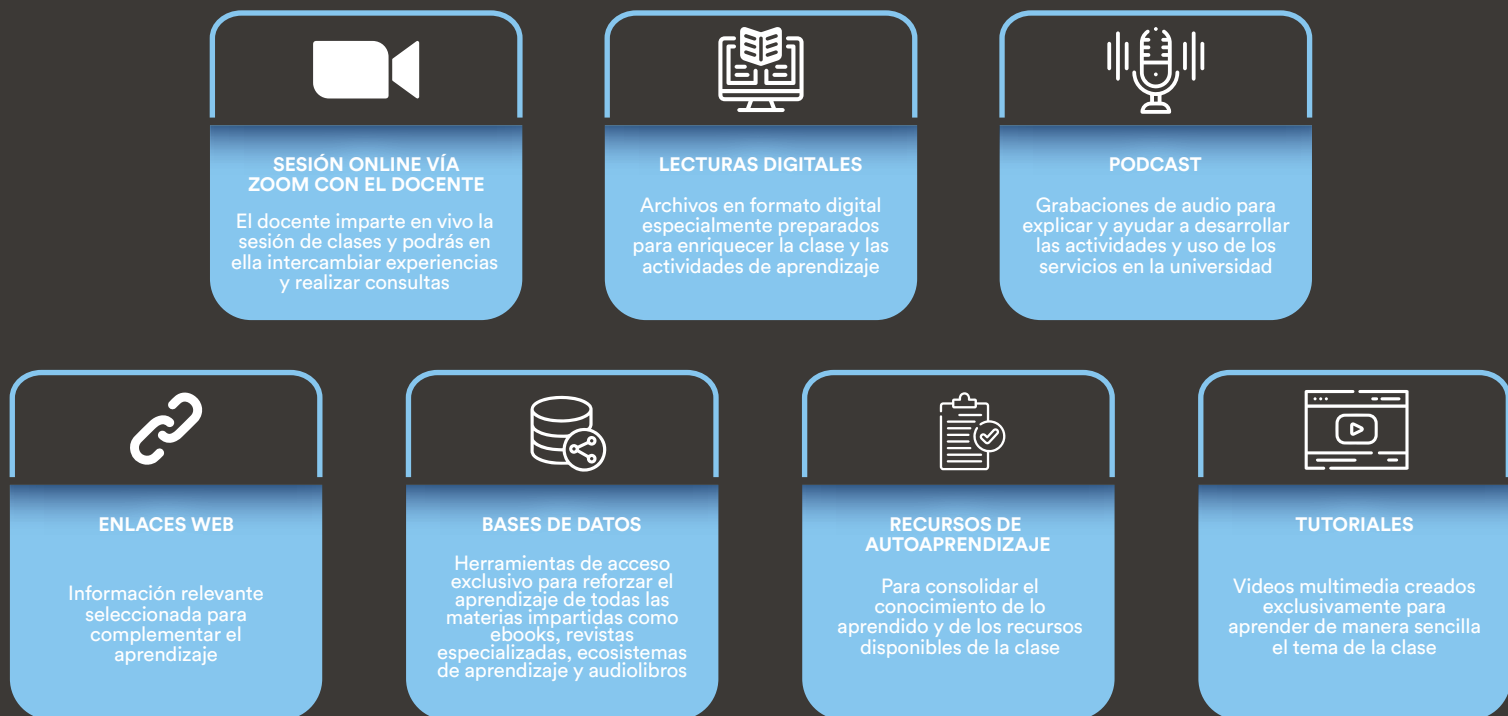 SESIÓN ONLINE VÍA
ZOOM CON EL DOCENTE
El docente imparte en vivo la
sesión de clases y podrás en
ella intercambiar experiencias
y realizar consultas
LECTURAS DIGITALES
Archivos en formato digital
especialmente preparados
para enriquecer la clase y las
actividades de aprendizaje
PODCAST
Grabaciones de audio para
explicar y ayudar a desarrollar
las actividades y uso de los
servicios en la universidad
ENLACES WEB
Información relevante
seleccionada para
complementar el
aprendizaje
BASES DE DATOS
Herramientas de acceso
exclusivo para reforzar el
aprendizaje de todas las
materias impartidas como
ebooks, revistas
especializadas, ecosistemas
de aprendizaje y audiolibros
RECURSOS DE
AUTOAPRENDIZAJE
Para consolidar el
conocimiento de lo
aprendido y de los recursos
disponibles de la clase
TUTORIALES
Videos multimedia creados
exclusivamente para
aprender de manera sencilla
el tema de la clase